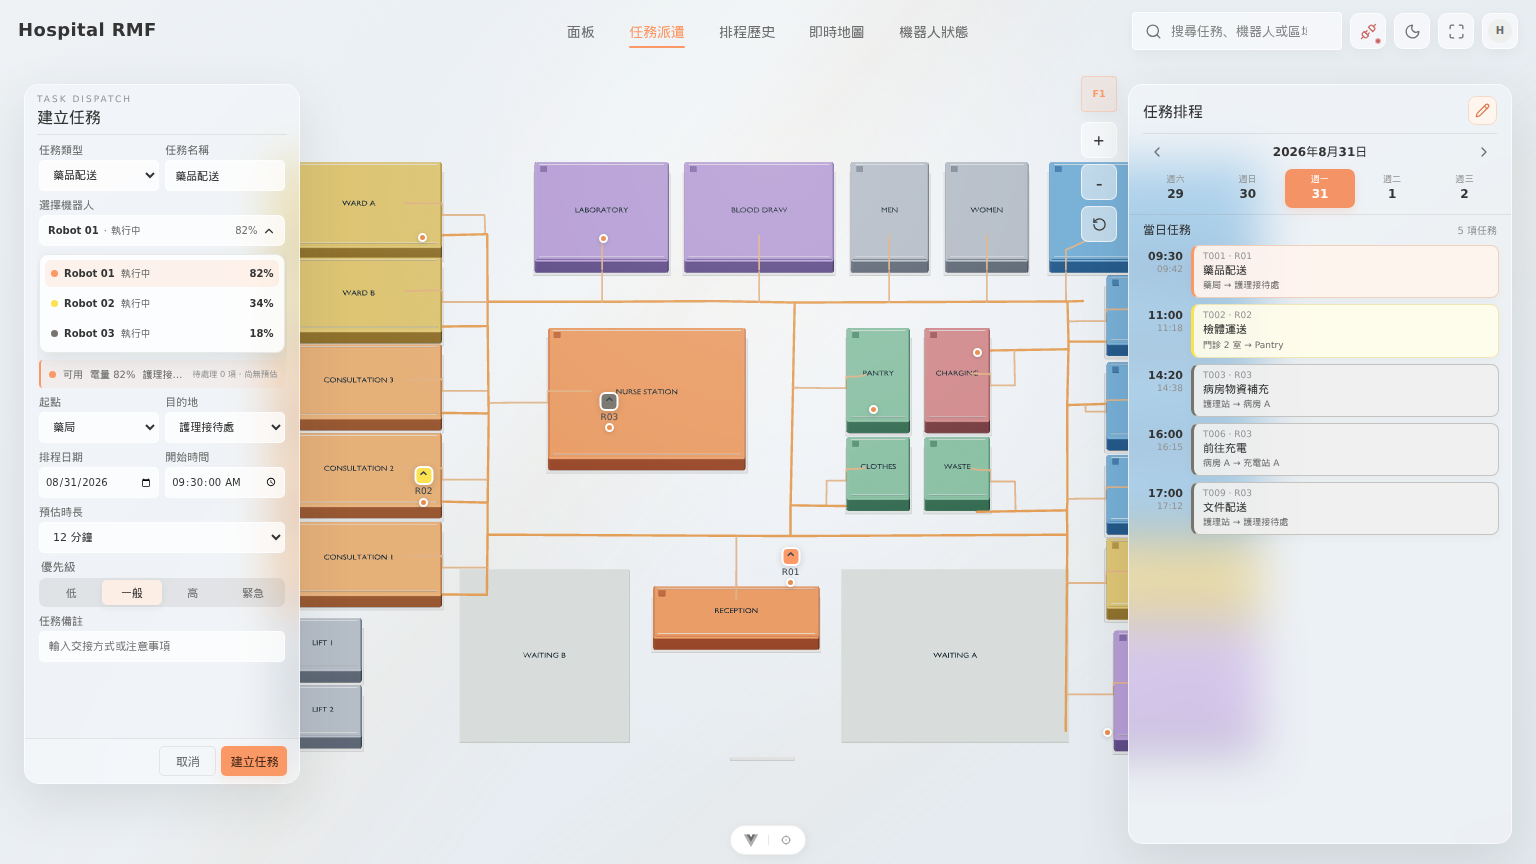 Hospital RMF
面板
任務派遣
排程歷史
即時地圖
機器人狀態
搜尋任務、機器人或區
H
TASK DISPATCH
建立任務
任務類型
任務名稱
藥品配送
藥品配送
選擇機器人
Robot 01 · 執行中 82%
Robot 01 執行中 82%
Robot 02 執行中 34%
Robot 03 執行中 18%
可用 電量 82% 護理接... 待處理 0 項 · 尚無預估
起點
目的地
藥局
護理接待處
排程日期
開始時間
08/31/2026
09:30:00 AM
預估時長
12 分鐘
優先級
低
一般
高
緊急
任務備註
輸入交接方式或注意事項
取消
建立任務
WARD A
WARD B
CONSULTATION 3
CONSULTATION 2
CONSULTATION 1
LIFT 1
LIFT 2
LABORATORY
BLOOD DRAW
MEN
WOMEN
NURSE STATION
R03
R02
PANTRY
CHARGING
CLOTHES
WASTE
R01
RECEPTION
WAITING B
WAITING A
F1
+
-
任務排程
2026年8月31日
週六
29
週日
30
週一
31
週二
1
週三
2
當日任務
5 項任務
09:30
09:42
T001 · R01
藥品配送
藥局 → 護理接待處
11:00
11:18
T002 · R02
檢體運送
門診 2 室 → Pantry
14:20
14:38
T003 · R03
病房物資補充
護理站 → 病房 A
16:00
16:15
T006 · R03
前往充電
病房 A → 充電站 A
17:00
17:12
T009 · R03
文件配送
護理站 → 護理接待處